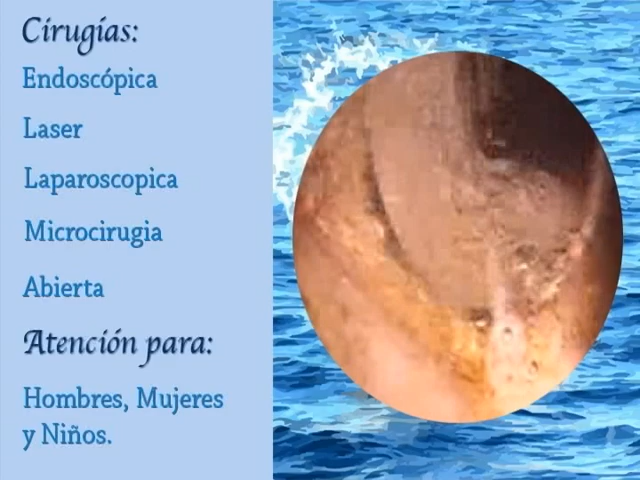 Cirugías:
Endoscópica
Laser
Laparoscopica
Microcirugia
Abierta
Atención para:
Hombres, Mujeres
y Niños.